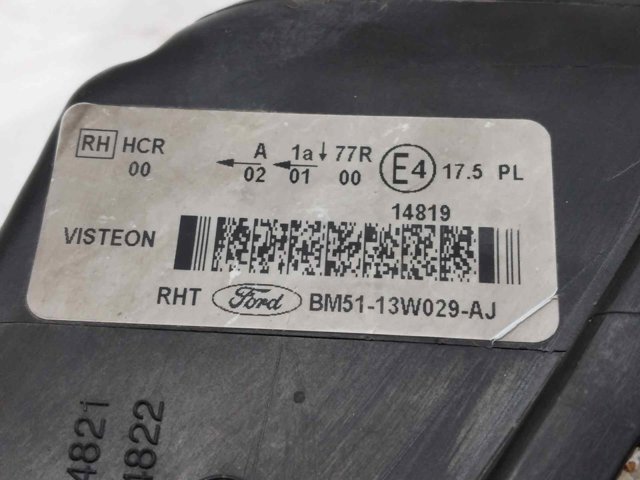 RH HCR A 1a 77R E4 17.5 PL
00 02 01 00
14819
VISTEON
RHT Ford BM51-13W029-AJ
4821
4822